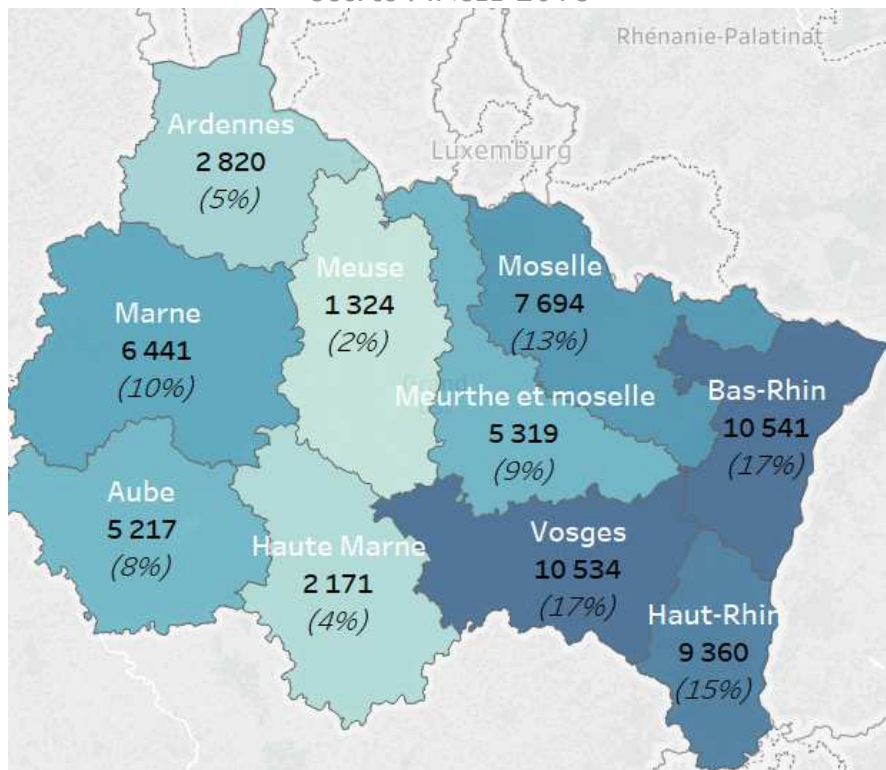 Rhénanie-Palatinat
Ardennes
2 820
(5%)
Luxemburg
Meuse
1 324
(2%)
Moselle
7 694
(13%)
Marne
6 441
(10%)
Meurthe et moselle
5 319
(9%)
Bas-Rhin
10 541
(17%)
Aube
5 217
(8%)
Haute Marne
2 171
(4%)
Vosges
10 534
(17%)
Haut-Rhin
9 360
(15%)